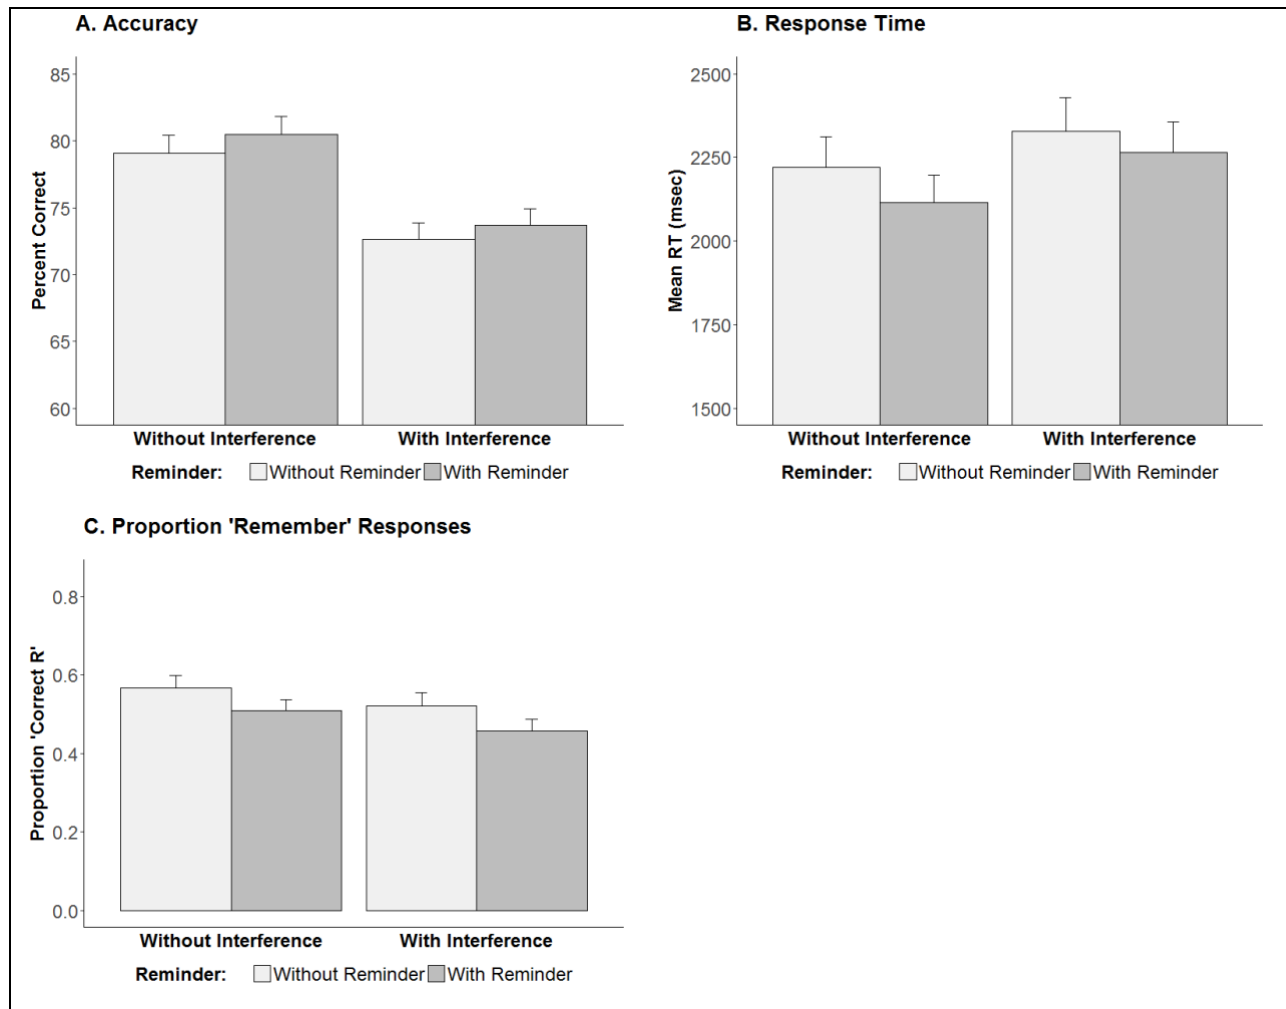 A. Accuracy
85
80
75
70
65
60
Percent Correct
Without Interference With Interference
Reminder: Without Reminder With Reminder
B. Response Time
2500
2250
2000
1750
1500
Mean RT (msec)
Without Interference With Interference
Reminder: Without Reminder With Reminder
C. Proportion 'Remember' Responses
0.8
0.6
0.4
0.2
0.0
Proportion 'Correct R'
Without Interference With Interference
Reminder: Without Reminder With Reminder